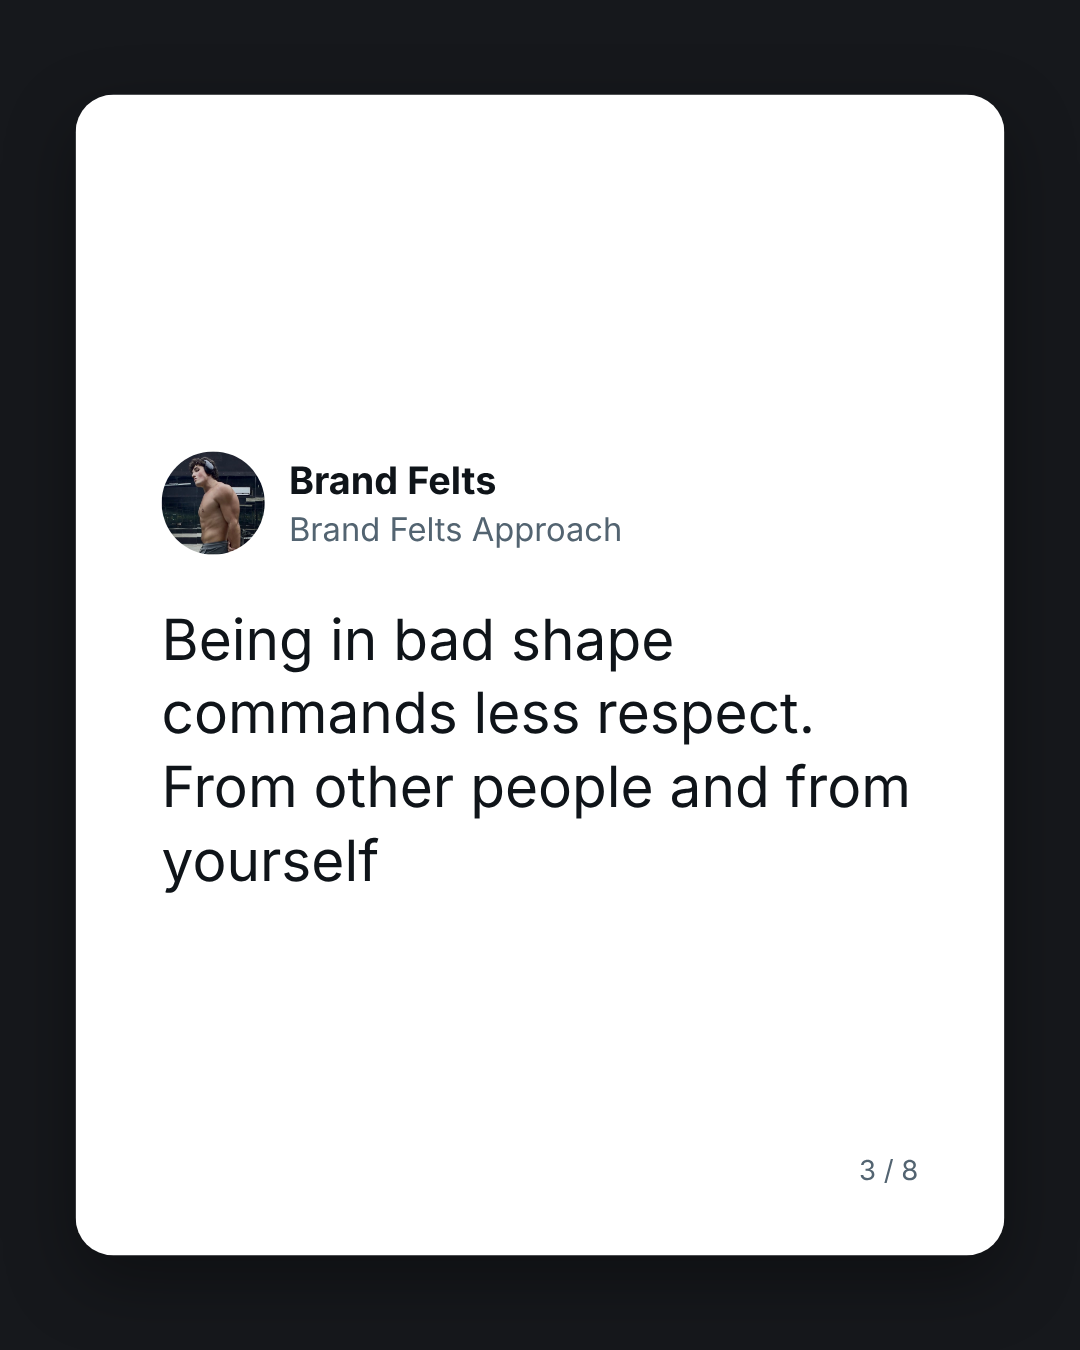 Brand Felts
Brand Felts Approach
Being in bad shape
commands less respect.
From other people and from
yourself
3 / 8